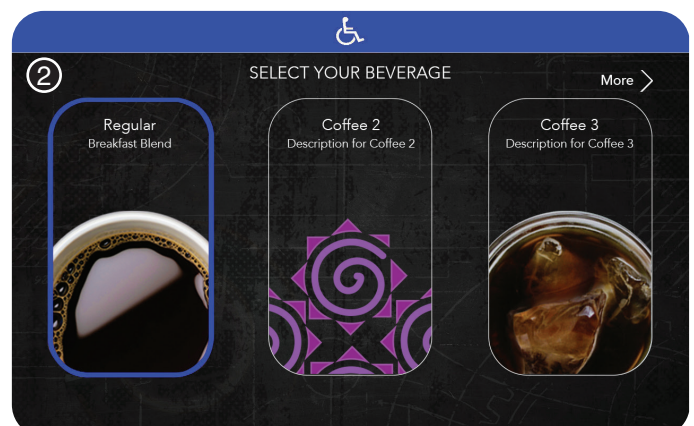 2
SELECT YOUR BEVERAGE
More
Regular
Breakfast Blend
Coffee 2
Description for Coffee 2
Coffee 3
Description for Coffee 3